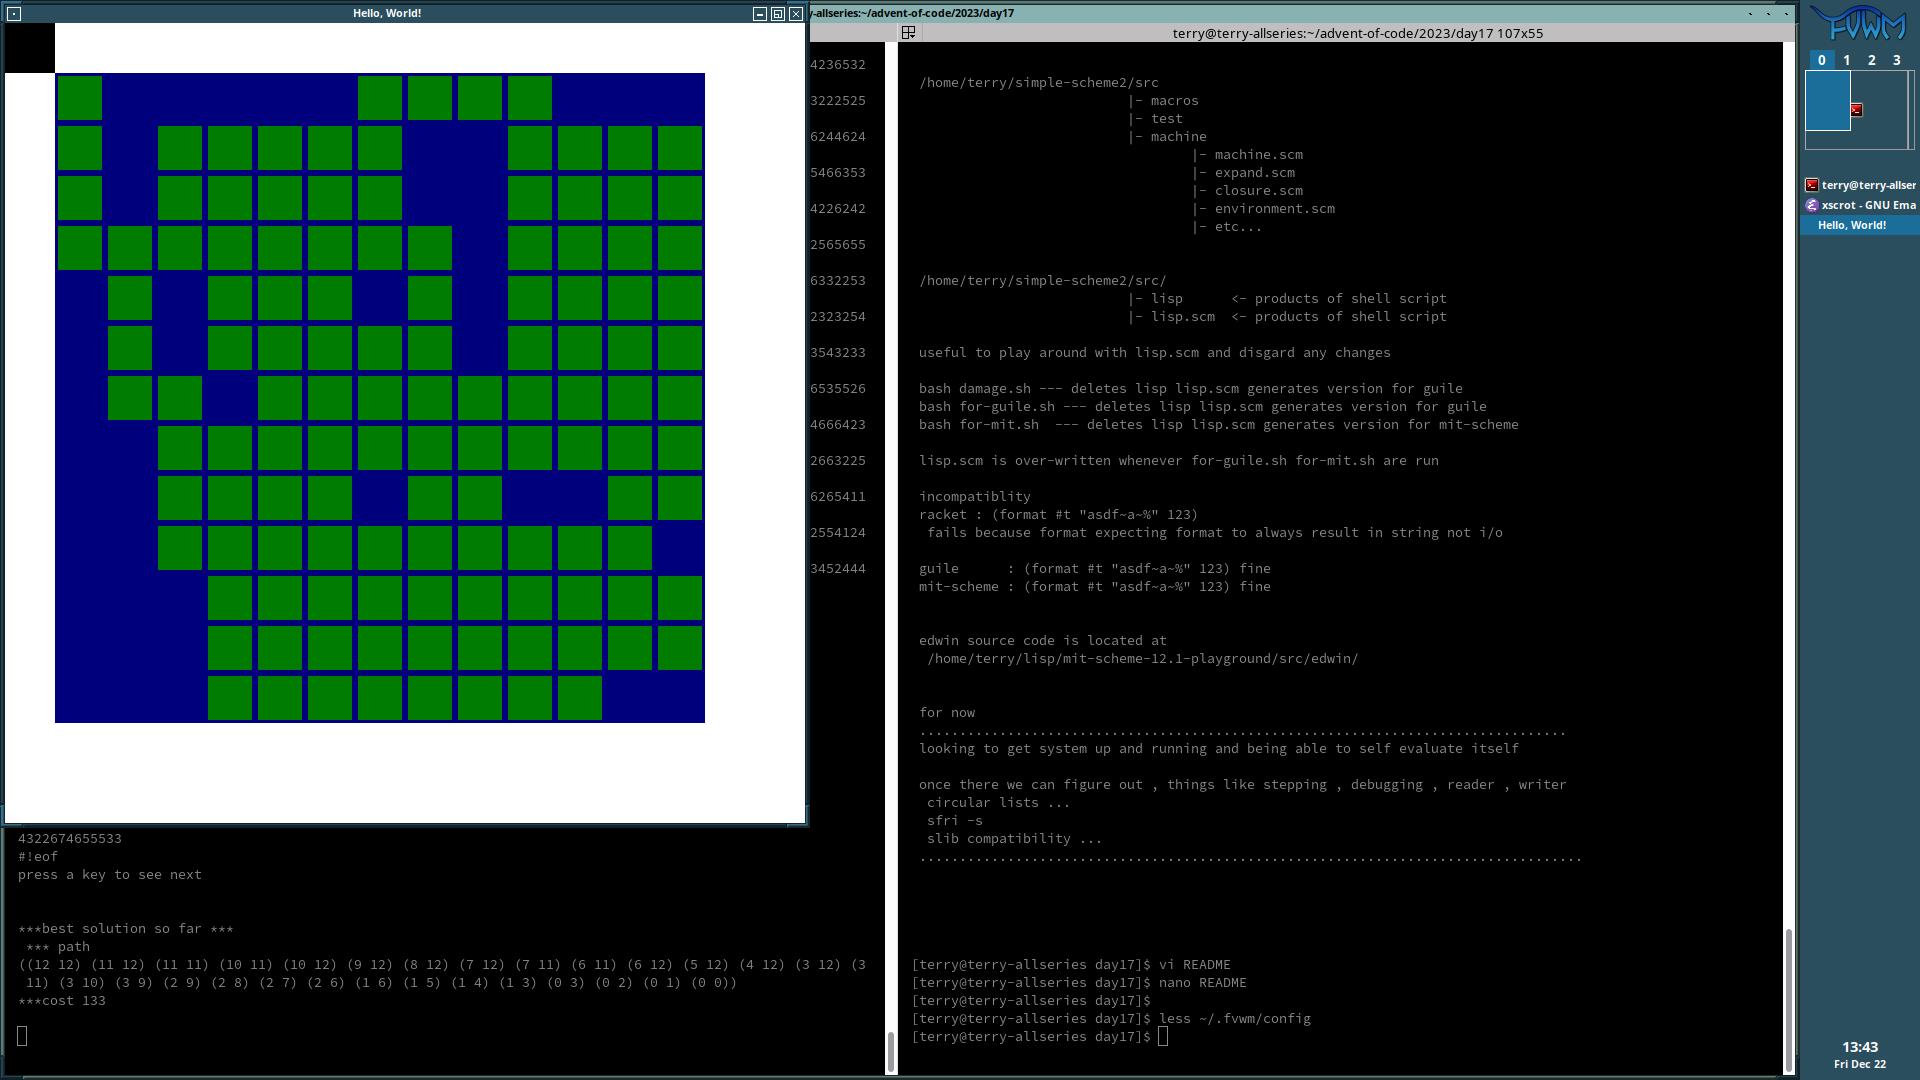 Hello, World!
y-allseries:~/advent-of-code/2023/day17
terry@terry-allseries:~/advent-of-code/2023/day17 107x55
4236532
3222525
6244624
5466353
4226242
2565655
6332253
2323254
3543233
6535526
4666423
2663225
6265411
2554124
3452444
4322674655533
#!eof
press a key to see next
***best solution so far ***
*** path
((12 12) (11 12) (11 11) (10 11) (10 12) (9 12) (8 12) (7 12) (7 11) (6 11) (6 12) (5 12) (4 12) (3 12) (3
11) (3 10) (3 9) (2 9) (2 8) (2 7) (2 6) (1 6) (1 5) (1 4) (1 3) (0 3) (0 2) (0 1) (0 0))
***cost 133
/home/terry/simple-scheme2/src
|- macros
|- test
|- machine
|- machine.scm
|- expand.scm
|- closure.scm
|- environment.scm
|- etc...
/home/terry/simple-scheme2/src/
|- lisp      <- products of shell script
|- lisp.scm  <- products of shell script
useful to play around with lisp.scm and disgard any changes
bash damage.sh --- deletes lisp lisp.scm generates version for guile
bash for-guile.sh --- deletes lisp lisp.scm generates version for guile
bash for-mit.sh  --- deletes lisp lisp.scm generates version for mit-scheme
lisp.scm is over-written whenever for-guile.sh for-mit.sh are run
incompatiblity
racket : (format #t "asdf~a~%" 123)
fails because format expecting format to always result in string not i/o
guile      : (format #t "asdf~a~%" 123) fine
mit-scheme : (format #t "asdf~a~%" 123) fine
edwin source code is located at
/home/terry/lisp/mit-scheme-12.1-playground/src/edwin/
for now
.................................................................................
looking to get system up and running and being able to self evaluate itself
once there we can figure out , things like stepping , debugging , reader , writer
circular lists ...
sfri -s
slib compatibility ...
...................................................................................
[terry@terry-allseries day17]$ vi README
[terry@terry-allseries day17]$ nano README
[terry@terry-allseries day17]$
[terry@terry-allseries day17]$ less ~/.fvwm/config
[terry@terry-allseries day17]$
FVWM
0 1 2 3
terry@terry-allser
xscrot - GNU Ema
Hello, World!
13:43
Fri Dec 22